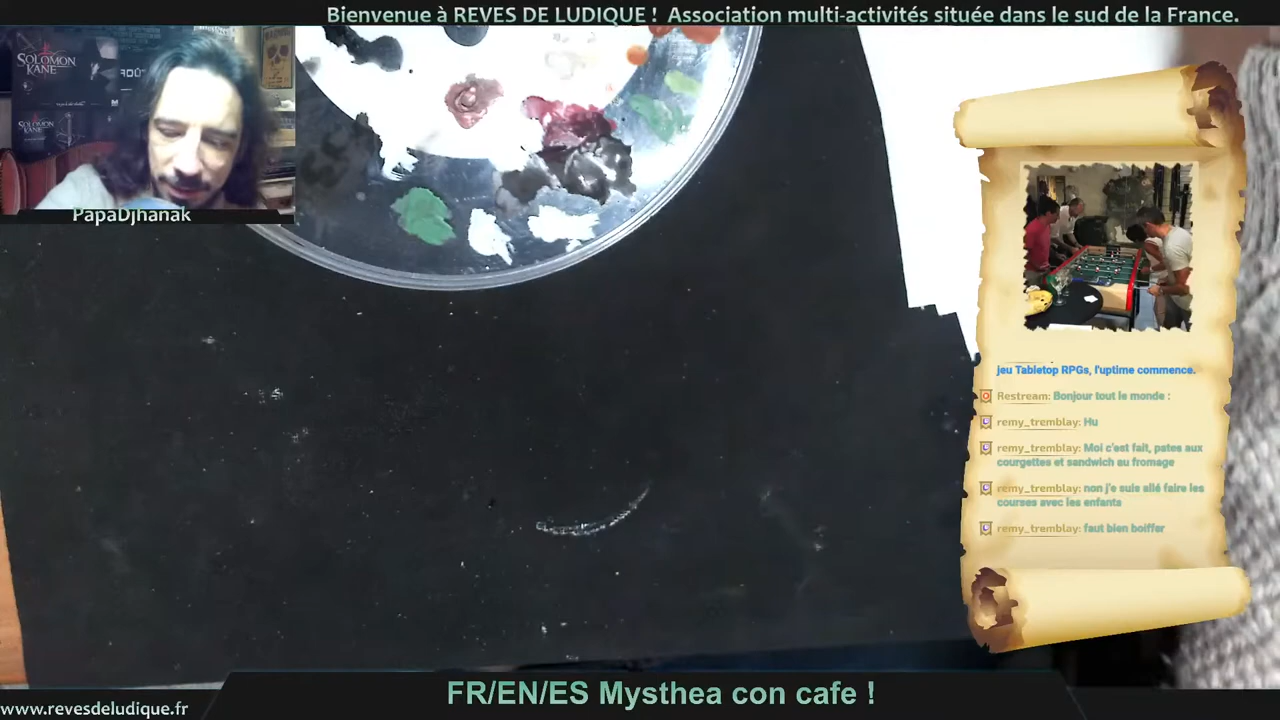 Bienvenue à REVES DE LUDIQUE ! Association multi-activités située dans le sud de la France.
SOLOMON
KANE
SOLOMON
KANE
PapaDjhanak
jeu Tabletop RPGs, l'uptime commence.
Restream: Bonjour tout le monde :
remy_tremblay: Hu
remy_tremblay: Moi c'est fait, pates aux
courgettes et sandwich au fromage
remy_tremblay: non j'e suis allé faire les
courses avec les enfants
remy_tremblay: faut bien boiffer
FR/EN/ES Mysthea con cafe !
www.revesdeludique.fr